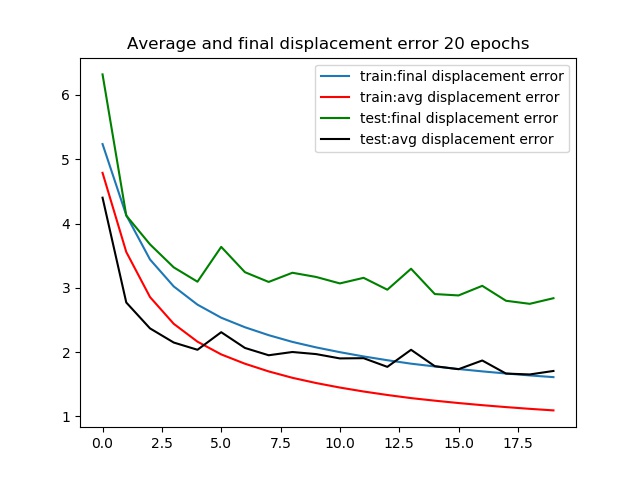 Average and final displacement error 20 epochs
train:final displacement error
train:avg displacement error
test:final displacement error
test:avg displacement error
6
5
4
3
2
1
0.0 2.5 5.0 7.5 10.0 12.5 15.0 17.5